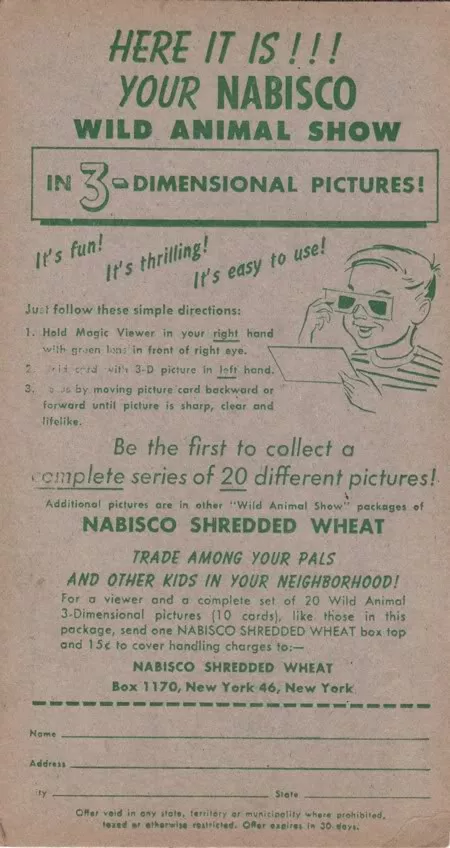 HERE IT IS!!!
YOUR NABISCO
WILD ANIMAL SHOW
IN 3-DIMENSIONAL PICTURES!
It's fun!
It's thrilling!
It's easy to use!
Just follow these simple directions:
1. Hold Magic Viewer in your right hand
with green lens in front of right eye.
2. card with 3-D picture in left hand.
3. by moving picture card backward or
forward until picture is sharp, clear and
lifelike.
Be the first to collect a
complete series of 20 different pictures!
Additional pictures are in other "Wild Animal Show" packages of
NABISCO SHREDDED WHEAT
TRADE AMONG YOUR PALS
AND OTHER KIDS IN YOUR NEIGHBORHOOD!
For a viewer and a complete set of 20 Wild Animal
3-Dimensional pictures (10 cards), like those in this
package, send one NABISCO SHREDDED WHEAT box top
and 15¢ to cover handling charges to:—
NABISCO SHREDDED WHEAT
Box 1170, New York 46, New York
Name
Address
ity
State
Offer void in any state, territory or municipality where prohibited,
taxed or otherwise restricted. Offer expires in 30 days.